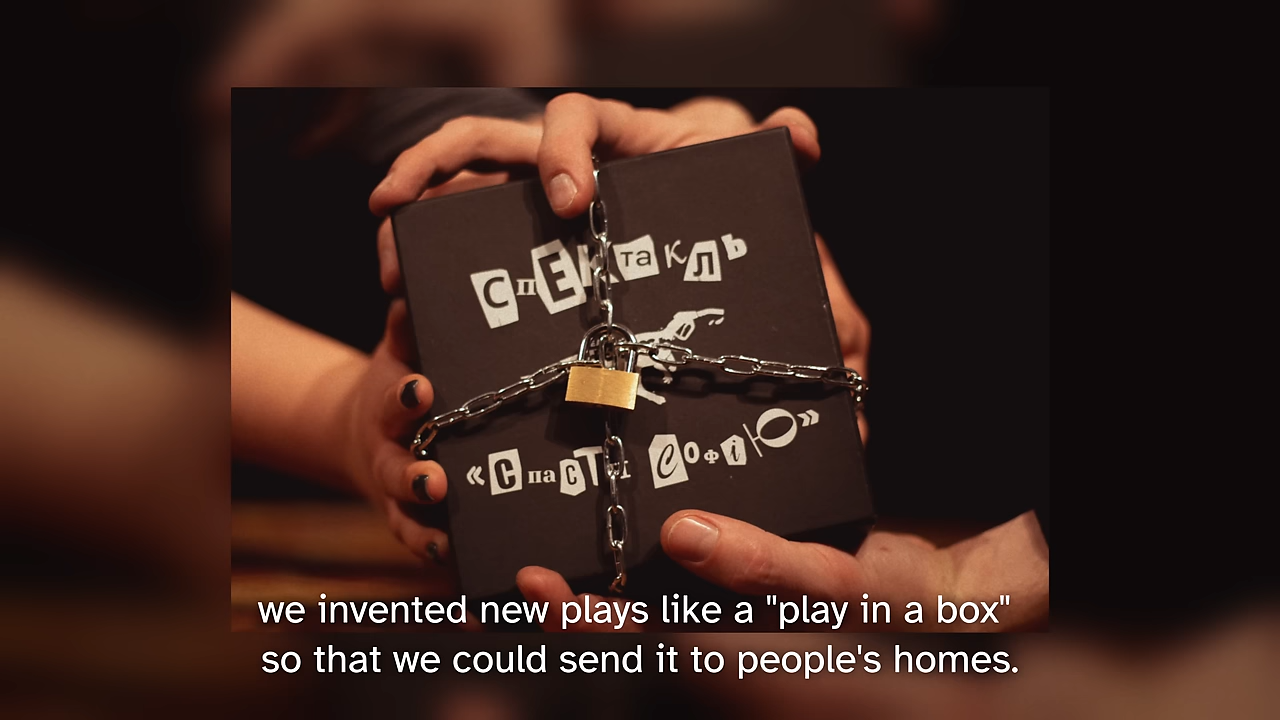 СпЕКтаКль
«СпаСТи СофiЮ»
we invented new plays like a "play in a box"
so that we could send it to people's homes.